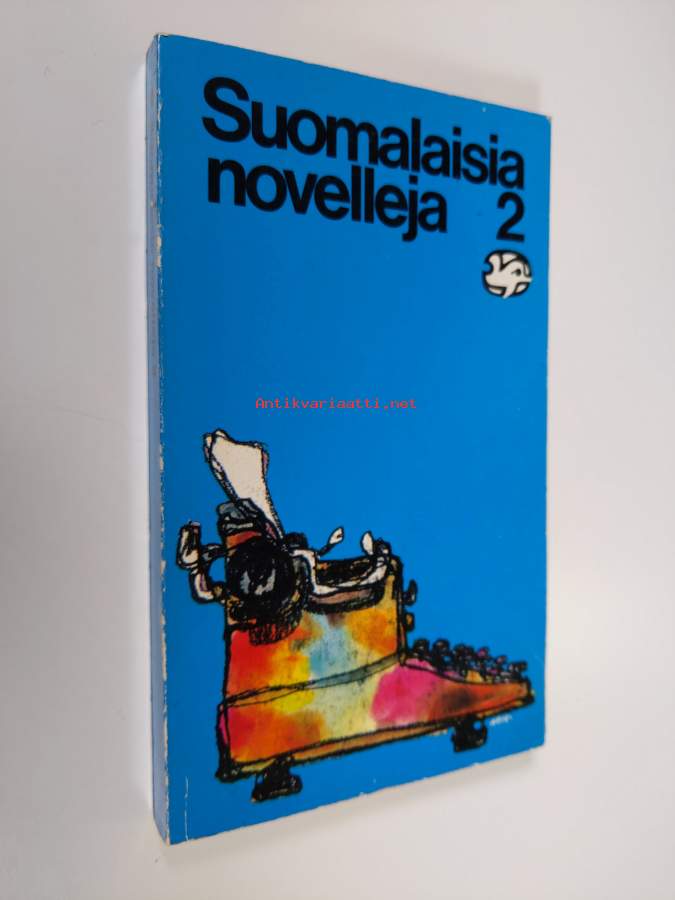 Suomalaisia
novelleja 2
Antikvariaatti.net